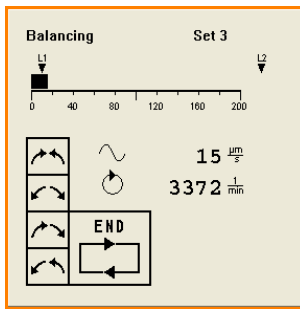 Balancing Set 3
L1 L2
0 40 80 120 160 200
15 µm/s
3372 1/min
END